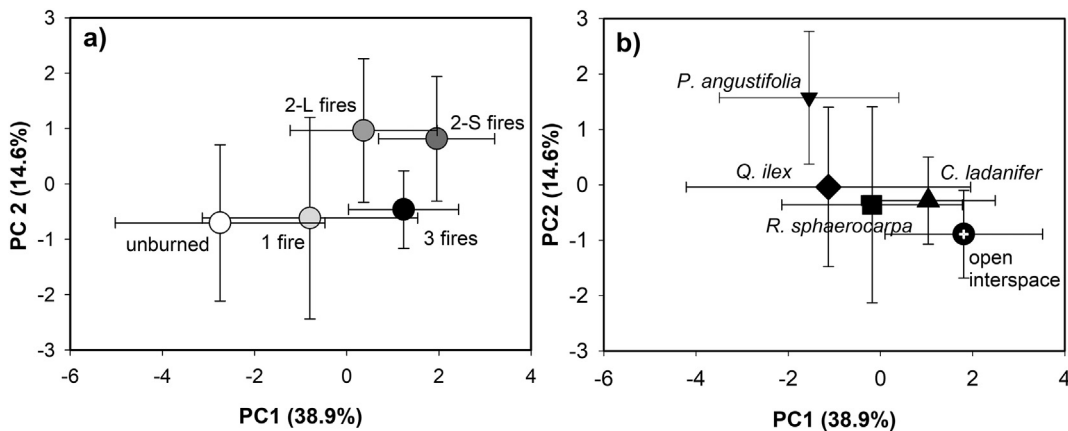 a)
3
2
1
0
-1
-2
-3
PC 2 (14.6%)
2-L fires
2-S fires
unburned
1 fire
3 fires
-6
-4
-2
0
2
4
PC1 (38.9%)
b)
3
2
1
0
-1
-2
-3
PC2 (14.6%)
P. angustifolia
Q. ilex
C. ladanifer
R. sphaerocarpa
open
interspace
-6
-4
-2
0
2
4
PC1 (38.9%)